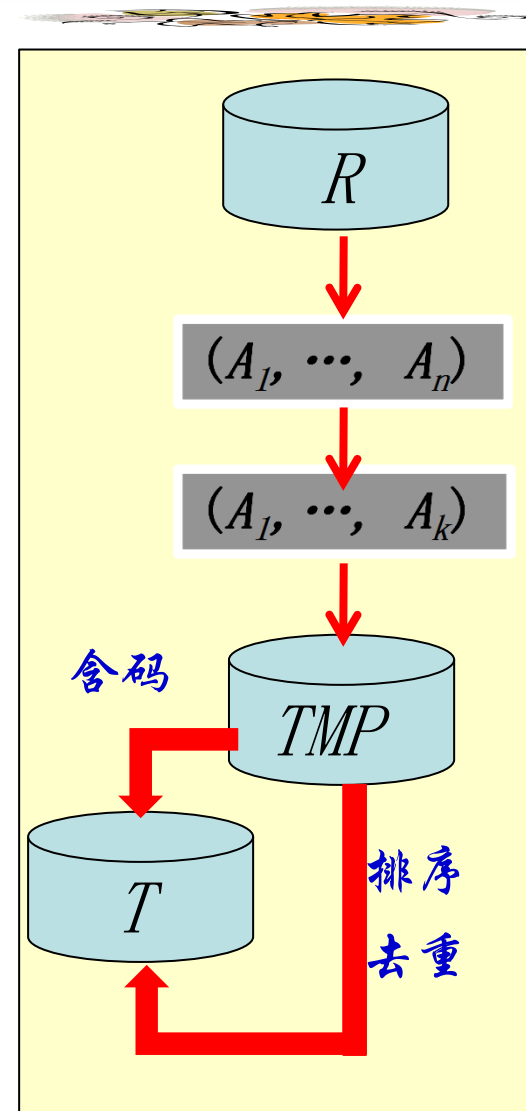 R
(A1, …, An)
(A1, …, Ak)
含码
TMP
T
排序
去重